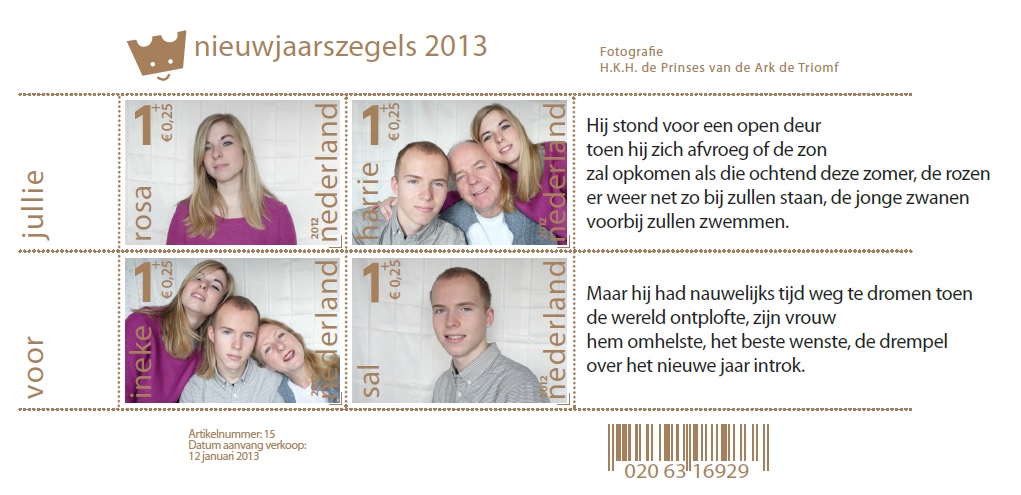 nieuwjaarszegels 2013
Fotografie
H.K.H. de Prinses van de Ark de Triomf
jullie
1+
€ 0,25
rosa
2012
nederland
1+
€ 0,25
harrie
2012
nederland
Hij stond voor een open deur
toen hij zich afvroeg of de zon
zal opkomen als die ochtend deze zomer, de rozen
er weer net zo bij zullen staan, de jonge zwanen
voorbij zullen zwemmen.
voor
1+
€ 0,25
ineke
2012
nederland
1+
€ 0,25
sal
2012
nederland
Maar hij had nauwelijks tijd weg te dromen toen
de wereld ontplofte, zijn vrouw
hem omhelste, het beste wenste, de drempel
over het nieuwe jaar introk.
Artikelnummer: 15
Datum aanvang verkoop:
12 januari 2013
020 63 16929